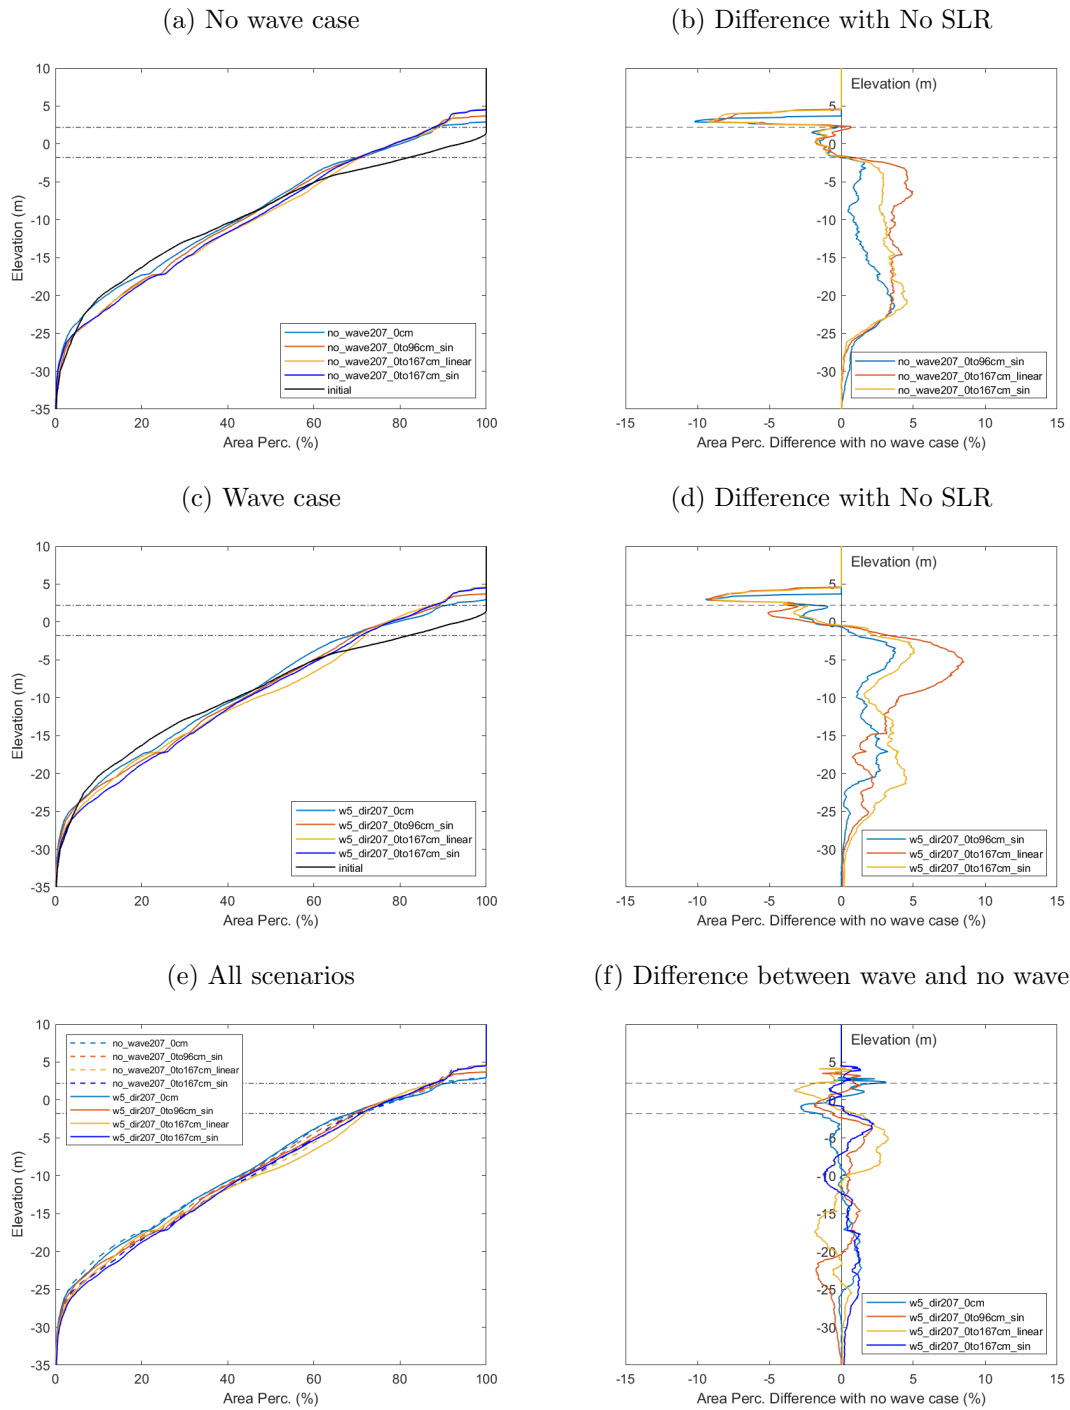 (a) No wave case
(b) Difference with No SLR
10
5
0
-5
-10
-15
-20
-25
-30
-35
Elevation (m)
no_wave207_0cm
no_wave207_0to96cm_sin
no_wave207_0to167cm_linear
no_wave207_0to167cm_sin
initial
0 20 40 60 80 100
Area Perc. (%)
Elevation (m)
5
0
-5
-10
-15
-20
-25
-30
no_wave207_0to96cm_sin
no_wave207_0to167cm_linear
no_wave207_0to167cm_sin
-15 -10 -5 0 5 10 15
Area Perc. Difference with no wave case (%)
(c) Wave case
(d) Difference with No SLR
10
5
0
-5
-10
-15
-20
-25
-30
-35
Elevation (m)
w5_dir207_0cm
w5_dir207_0to96cm_sin
w5_dir207_0to167cm_linear
w5_dir207_0to167cm_sin
initial
0 20 40 60 80 100
Area Perc. (%)
Elevation (m)
5
0
-5
-10
-15
-20
-25
-30
w5_dir207_0to96cm_sin
w5_dir207_0to167cm_linear
w5_dir207_0to167cm_sin
-15 -10 -5 0 5 10 15
Area Perc. Difference with no wave case (%)
(e) All scenarios
(f) Difference between wave and no wave
10
5
0
-5
-10
-15
-20
-25
-30
-35
Elevation (m)
no_wave207_0cm
no_wave207_0to96cm_sin
no_wave207_0to167cm_linear
no_wave207_0to167cm_sin
w5_dir207_0cm
w5_dir207_0to96cm_sin
w5_dir207_0to167cm_linear
w5_dir207_0to167cm_sin
0 20 40 60 80 100
Area Perc. (%)
Elevation (m)
5
0
-5
-10
-15
-20
-25
-30
w5_dir207_0cm
w5_dir207_0to96cm_sin
w5_dir207_0to167cm_linear
w5_dir207_0to167cm_sin
-15 -10 -5 0 5 10 15
Area Perc. Difference with no wave case (%)